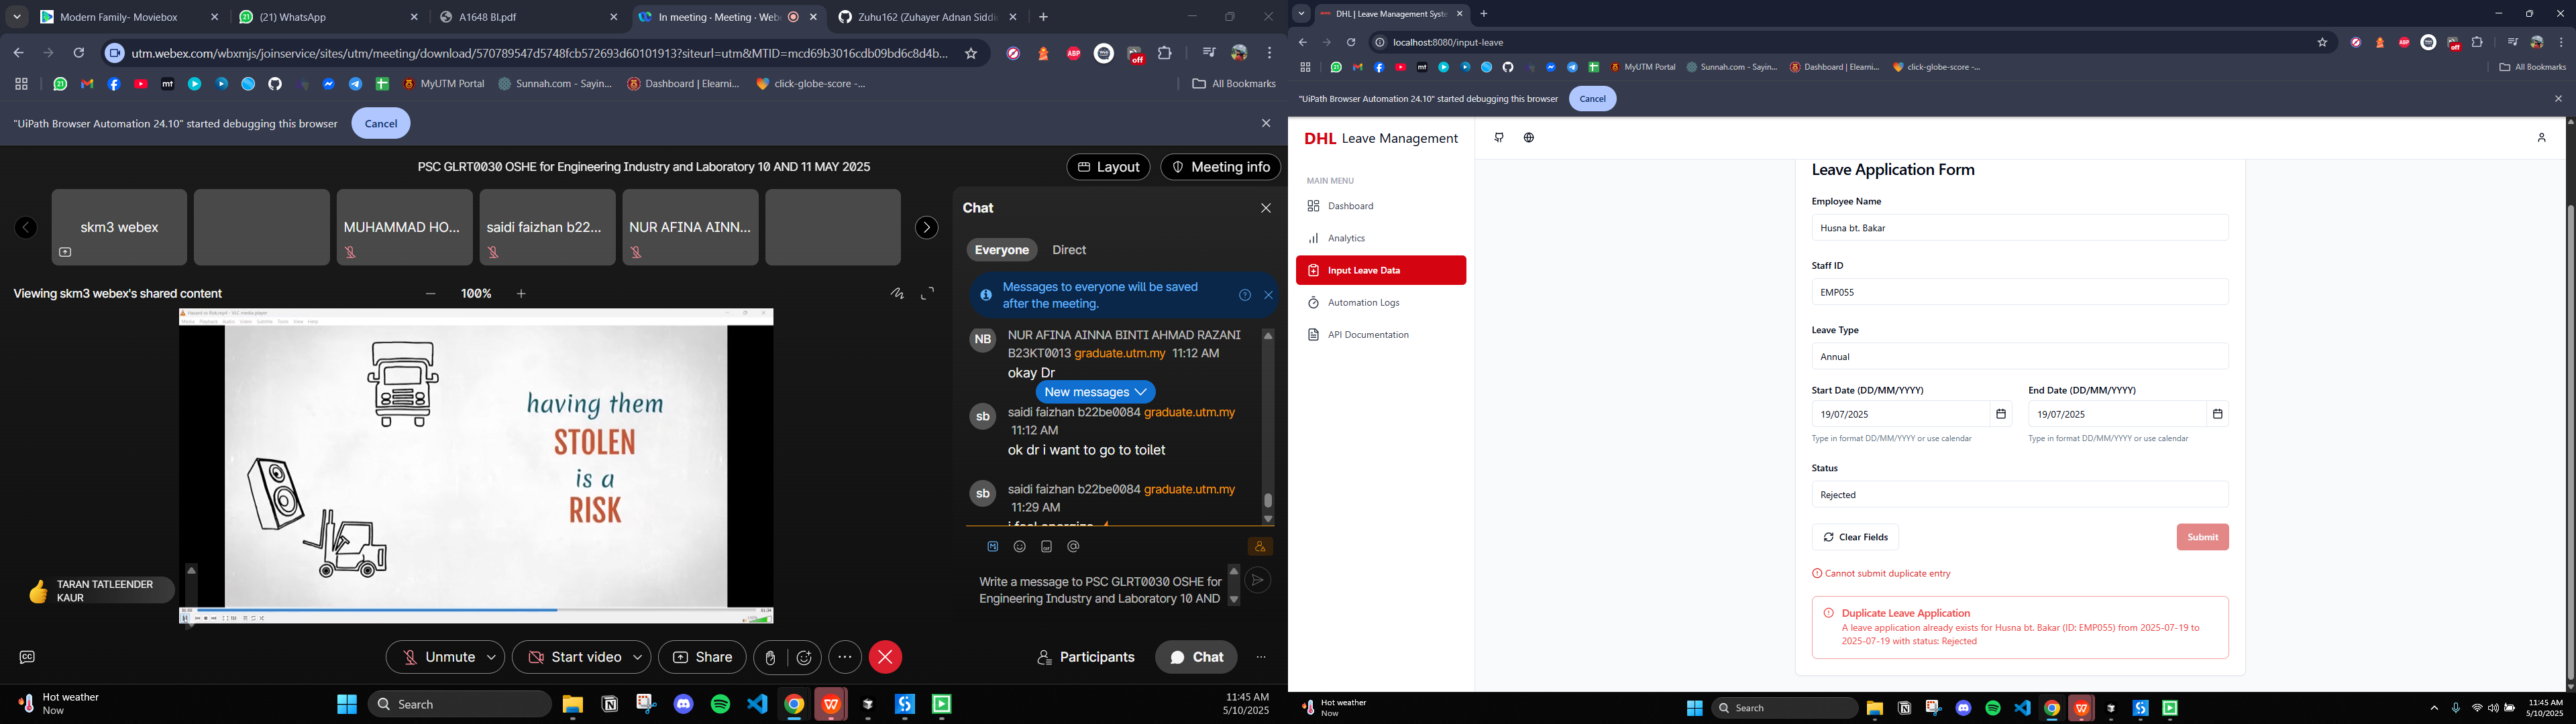 Modern Family- Moviebox
(21) WhatsApp
A1648 BI.pdf
In meeting · Meeting · Web
Zuhu162 (Zuhayer Adnan Siddi
utm.webex.com/wbxmjs/joinservice/sites/utm/meeting/download/570789547d5748fcb572693d60101913?siteurl=utm&MTID=mcd69b3016cdb09bd6c8d4b...
MyUTM Portal
Sunnah.com - Sayin...
Dashboard | Elearni...
click-globe-score -...
All Bookmarks
"UiPath Browser Automation 24.10" started debugging this browser
Cancel
PSC GLRT0030 OSHE for Engineering Industry and Laboratory 10 AND 11 MAY 2025
Layout
Meeting info
skm3 webex
MUHAMMAD HO...
saidi faizhan b22...
NUR AFINA AINN...
Viewing skm3 webex's shared content
100%
having them
STOLEN
is a
RISK
TARAN TATLEENDER
KAUR
Chat
Everyone
Direct
Messages to everyone will be saved
after the meeting.
NB
NUR AFINA AINNA BINTI AHMAD RAZANI
B23KT0013 graduate.utm.my 11:12 AM
okay Dr
New messages
sb
saidi faizhan b22be0084 graduate.utm.my
11:12 AM
ok dr i want to go to toilet
sb
saidi faizhan b22be0084 graduate.utm.my
11:29 AM
Write a message to PSC GLRT0030 OSHE for
Engineering Industry and Laboratory 10 AND
Unmute
Start video
Share
Participants
Chat
Hot weather
Now
Search
11:45 AM
5/10/2025
DHL | Leave Management Syste
localhost:8080/input-leave
MyUTM Portal
Sunnah.com - Sayin...
Dashboard | Elearni...
click-globe-score -...
All Bookmarks
"UiPath Browser Automation 24.10" started debugging this browser
Cancel
DHL Leave Management
MAIN MENU
Dashboard
Analytics
Input Leave Data
Automation Logs
API Documentation
Leave Application Form
Employee Name
Husna bt. Bakar
Staff ID
EMP055
Leave Type
Annual
Start Date (DD/MM/YYYY)
End Date (DD/MM/YYYY)
19/07/2025
19/07/2025
Type in format DD/MM/YYYY or use calendar
Type in format DD/MM/YYYY or use calendar
Status
Rejected
Clear Fields
Submit
Cannot submit duplicate entry
Duplicate Leave Application
A leave application already exists for Husna bt. Bakar (ID: EMP055) from 2025-07-19 to
2025-07-19 with status: Rejected
Hot weather
Now
Search
11:45 AM
5/10/2025